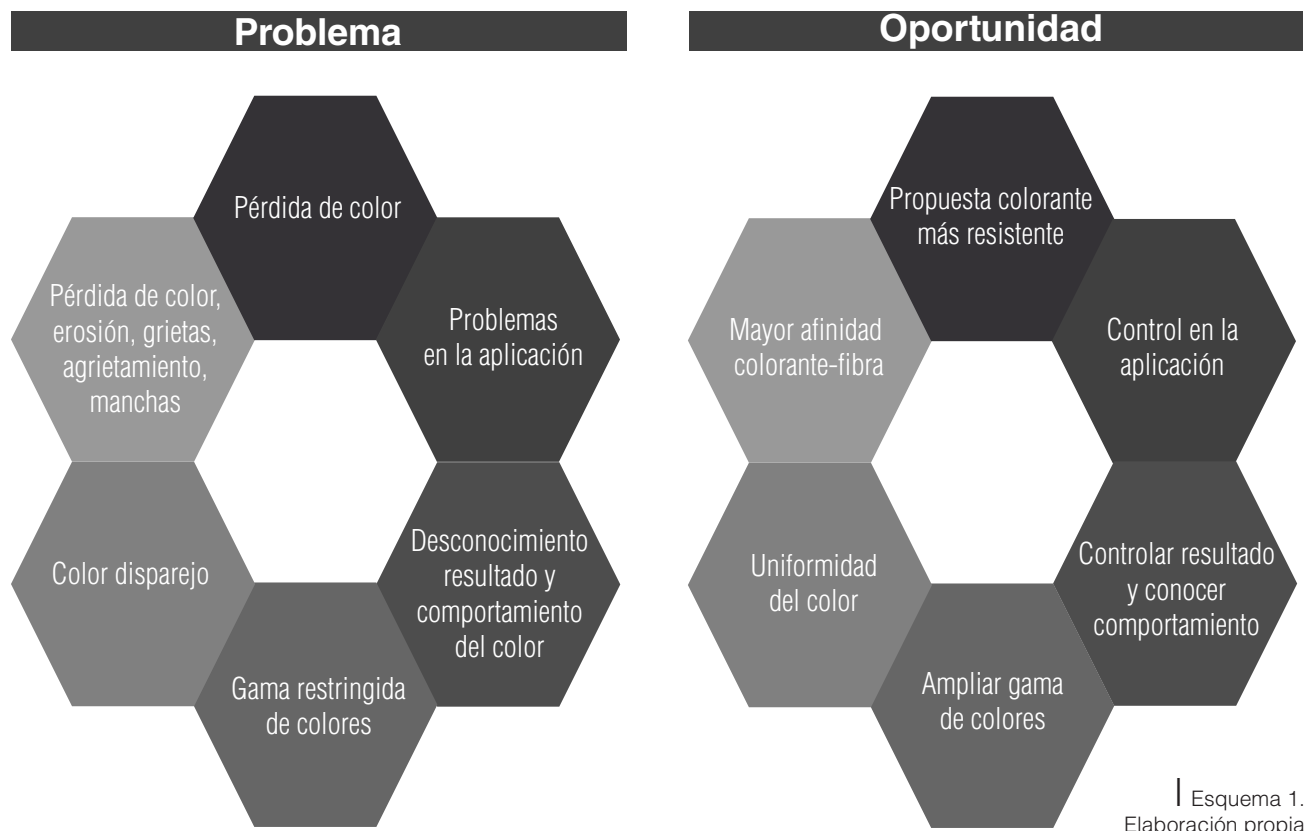 Problema
Pérdida de color
Problemas
en la aplicación
Desconocimiento
resultado y
comportamiento
del color
Gama restringida
de colores
Color disparejo
Pérdida de color,
erosión, grietas,
agrietamiento,
manchas
Oportunidad
Propuesta colorante
más resistente
Control en la
aplicación
Controlar resultado
y conocer
comportamiento
Ampliar gama
de colores
Uniformidad
del color
Mayor afinidad
colorante-fibra
Esquema 1.
Elaboración propia